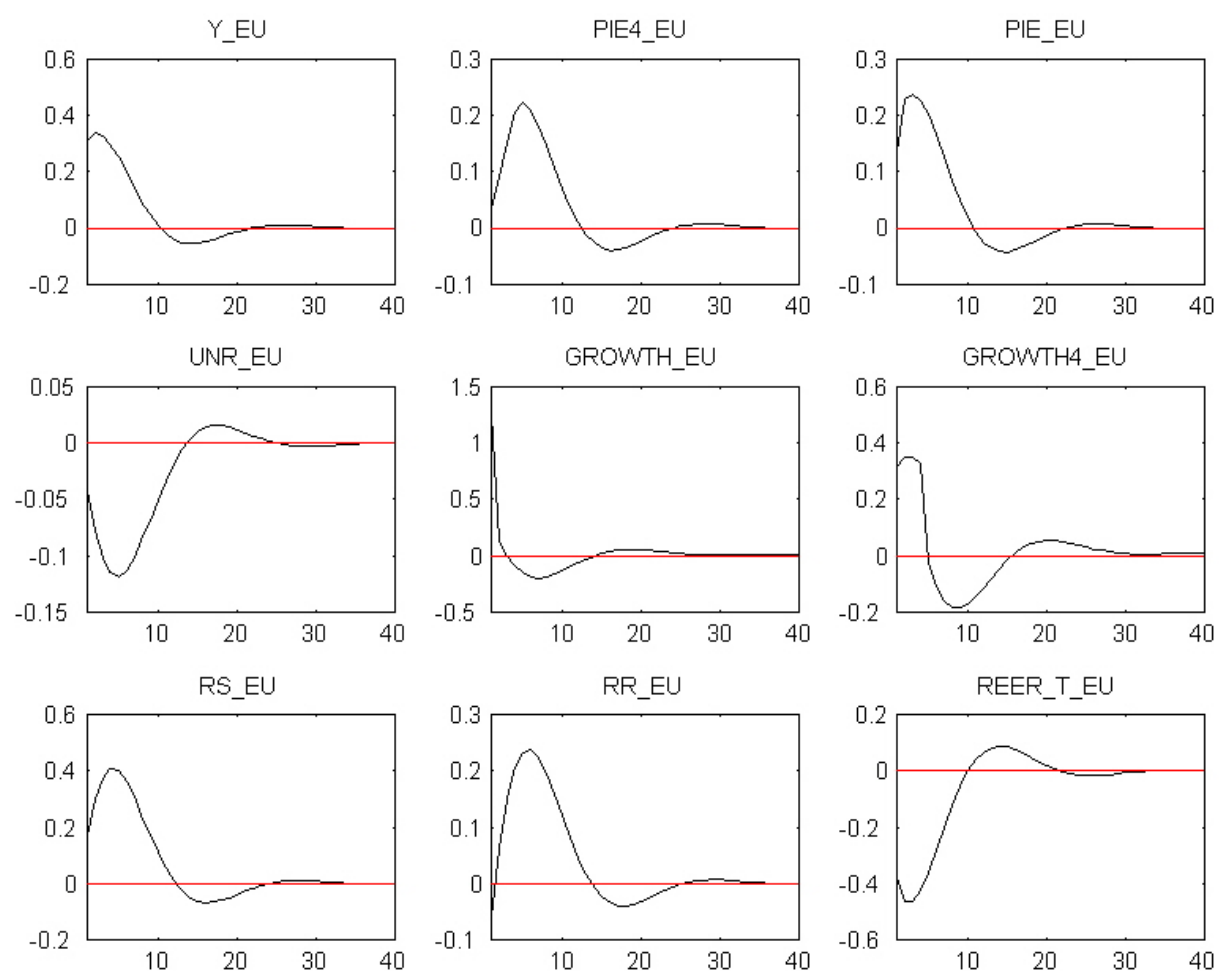 Y_EU PIE4_EU PIE_EU
0.6 0.3 0.3
0.4 0.2 0.2
0.2 0.1 0.1
0 0 0
-0.2 -0.1 -0.1
10 20 30 40 10 20 30 40 10 20 30 40
UNR_EU GROWTH_EU GROWTH4_EU
0.05 1.5 0.6
0 1 0.4
-0.05 0.5 0.2
-0.1 0 0
-0.15 -0.5 -0.2
10 20 30 40 10 20 30 40 10 20 30 40
RS_EU RR_EU REER_T_EU
0.6 0.3 0.2
0.4 0.2 0
0.2 0.1 -0.2
0 0 -0.4
-0.2 -0.1 -0.6
10 20 30 40 10 20 30 40 10 20 30 40